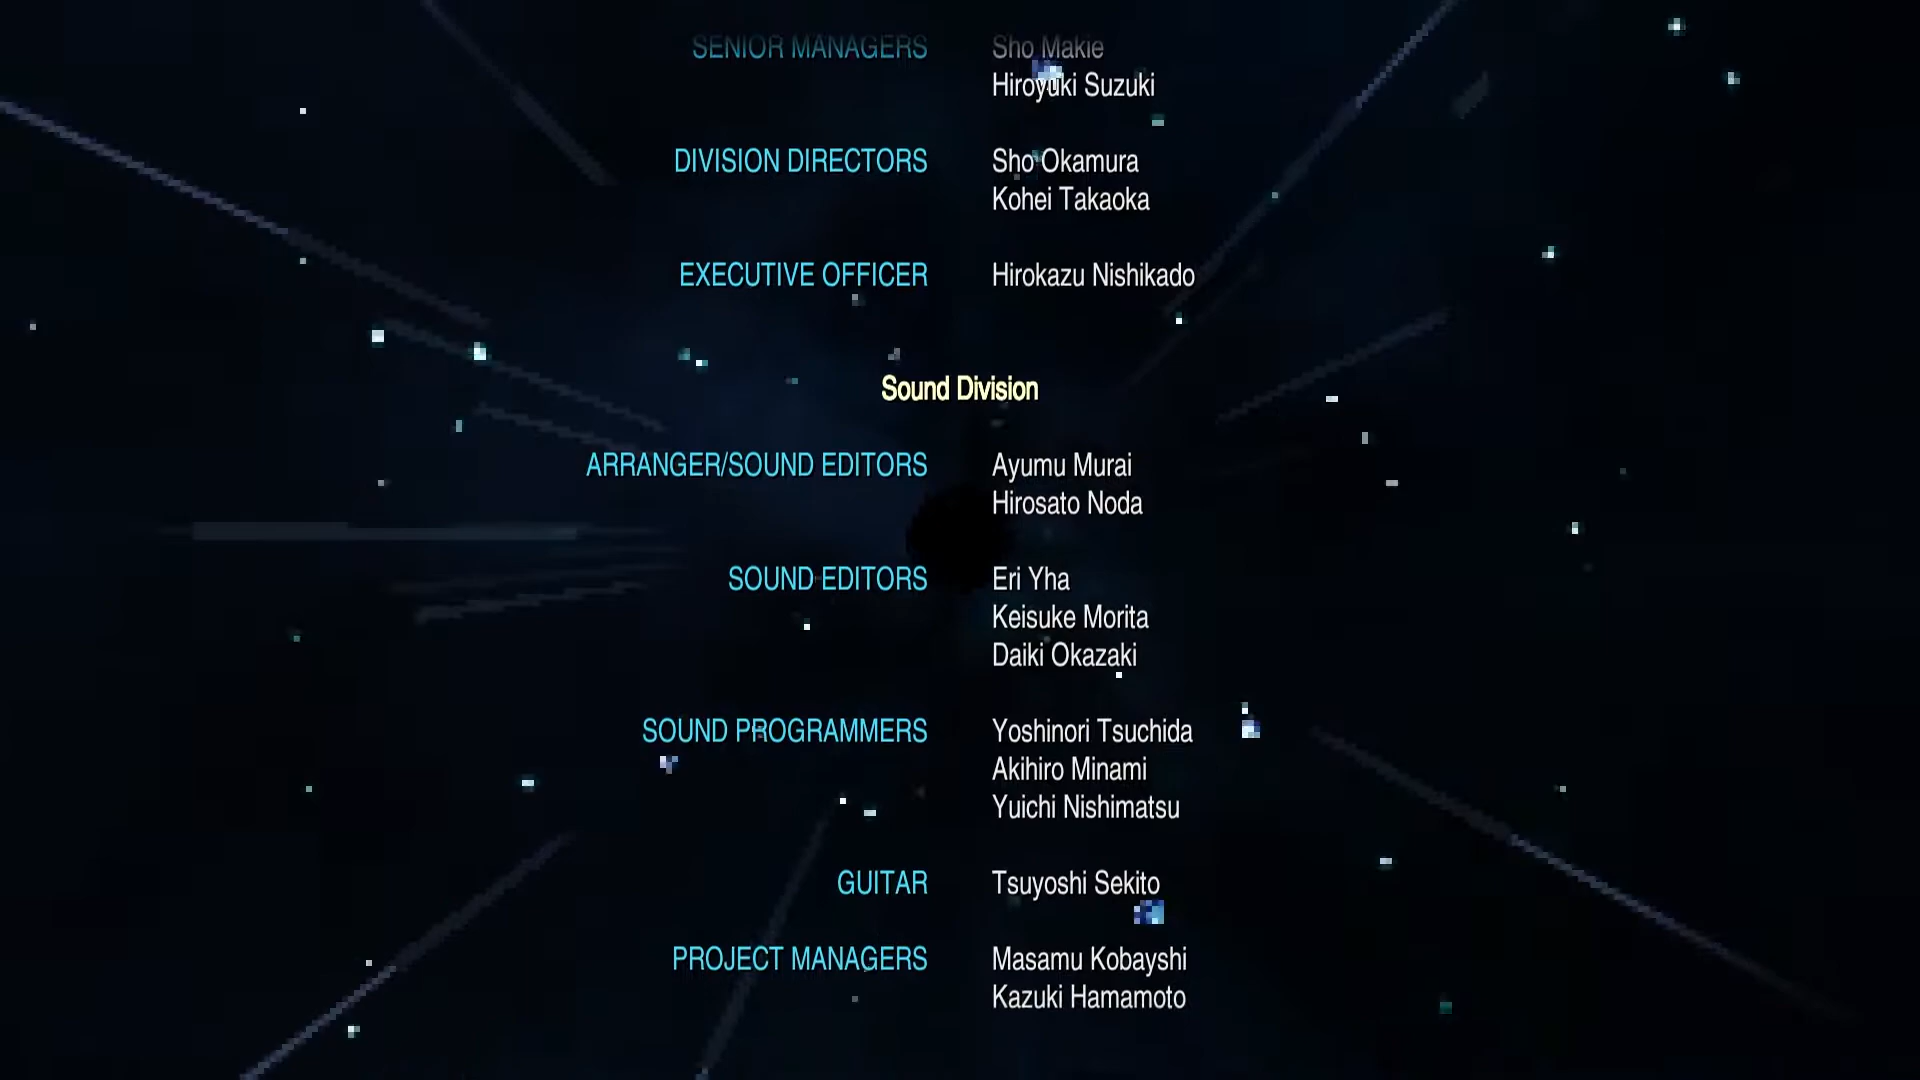 SENIOR MANAGERS Sho Makie
Hiroyuki Suzuki
DIVISION DIRECTORS Sho Okamura
Kohei Takaoka
EXECUTIVE OFFICER Hirokazu Nishikado
Sound Division
ARRANGER/SOUND EDITORS Ayumu Murai
Hirosato Noda
SOUND EDITORS Eri Yha
Keisuke Morita
Daiki Okazaki
SOUND PROGRAMMERS Yoshinori Tsuchida
Akihiro Minami
Yuichi Nishimatsu
GUITAR Tsuyoshi Sekito
PROJECT MANAGERS Masamu Kobayshi
Kazuki Hamamoto